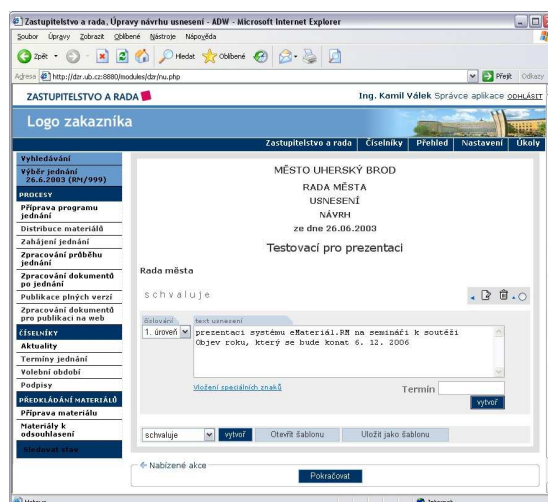 Zastupitelstvo a rada, Úpravy návrhu usnesení - ADW - Microsoft Internet Explorer
Soubor Úpravy Zobrazit Oblíbené Nástroje Nápověda
Zpět Hledat Oblíbené
Adresa http://dzr.ub.cz:8880/modules/dzr/nu.php Přejít Odkazy
ZASTUPITELSTVO A RADA Ing. Kamil Válek Správce aplikace ODHLÁSIT
Logo zákazníka
Zastupitelstvo a rada Číselníky Přehled Nastavení Úkoly
Vyhledávání
Výběr jednání
26.6.2003 (RM/999)
PROCESY
Příprava programu
jednání
Distribuce materiálů
Zahájení jednání
Zpracování průběhu
jednání
Zpracování dokumentů
po jednání
Publikace plných verzí
Zpracování dokumentů
pro publikaci na web
ČÍSELNÍKY
Aktuality
Termíny jednání
Volební období
Podpisy
PŘEDKLÁDÁNÍ MATERIÁLŮ
Příprava materiálu
Materiály k
odsouhlasení
Sledovat stav
MĚSTO UHERSKÝ BROD
RADA MĚSTA
USNESENÍ
NÁVRH
ze dne 26.06.2003
Testovací pro prezentaci
Rada města
schvaluje
číslování text usnesení
1. úroveň prezentaci systému eMateriál.RM na semináři k soutěži
Objev roku, který se bude konat 6. 12. 2006
Vložení speciálních znaků Termín
vytvoř
schvaluje vytvoř Otevřít šablonu Uložit jako šablonu
Nabízené akce
Pokračovat
Internet